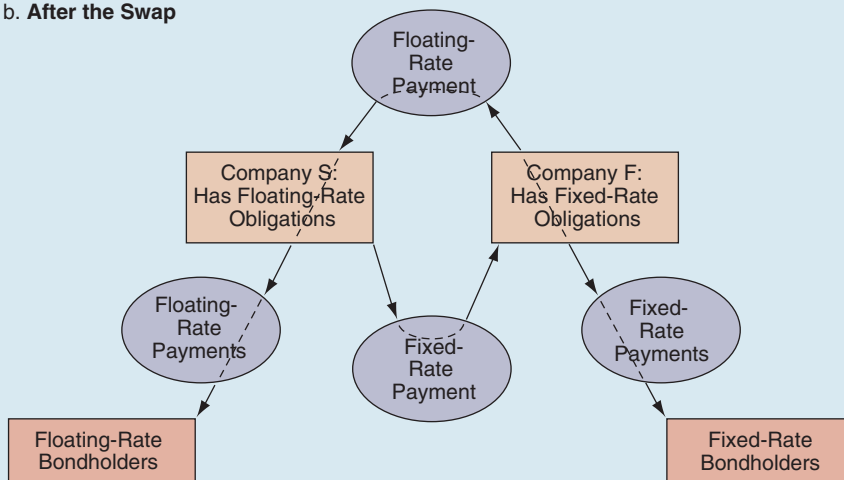 b. After the Swap
Floating-
Rate
Payment
Company S:
Has Floating-Rate
Obligations
Company F:
Has Fixed-Rate
Obligations
Floating-
Rate
Payments
Fixed-
Rate
Payment
Fixed-
Rate
Payments
Floating-Rate
Bondholders
Fixed-Rate
Bondholders